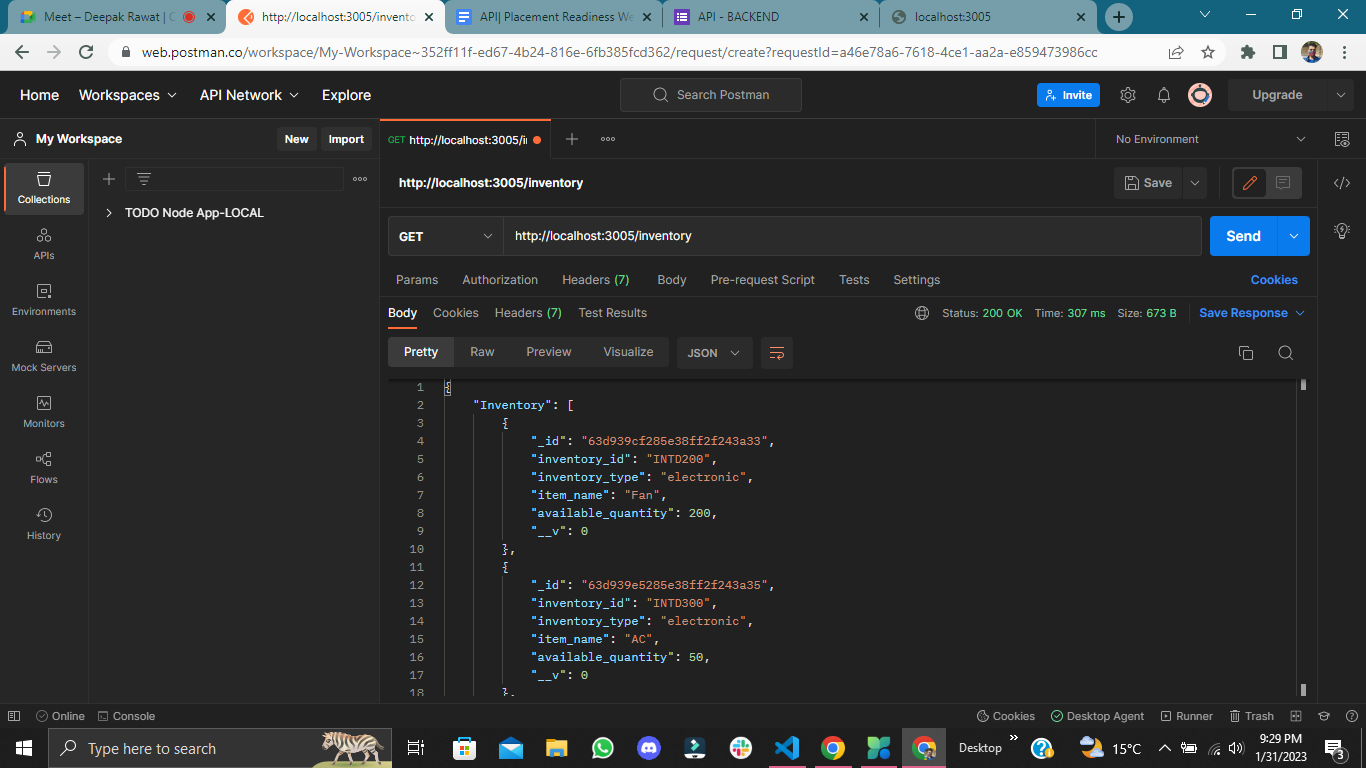 Meet – Deepak Rawat | C
http://localhost:3005/invento
API| Placement Readiness We
API - BACKEND
localhost:3005
web.postman.co/workspace/My-Workspace~352ff11f-ed67-4b24-816e-6fb385fcd362/request/create?requestId=a46e78a6-7618-4ce1-aa2a-e859473986cc
Home Workspaces API Network Explore
Search Postman
Invite
Upgrade
My Workspace
New Import
GET http://localhost:3005/i
No Environment
Collections
APIs
Environments
Mock Servers
Monitors
Flows
History
TODO Node App-LOCAL
http://localhost:3005/inventory
Save
GET http://localhost:3005/inventory
Send
Params Authorization Headers (7) Body Pre-request Script Tests Settings
Cookies
Body Cookies Headers (7) Test Results
Status: 200 OK Time: 307 ms Size: 673 B
Save Response
Pretty Raw Preview Visualize JSON
1 {
2 "Inventory": [
3 {
4 "_id": "63d939cf285e38ff2f243a33",
5 "inventory_id": "INTD200",
6 "inventory_type": "electronic",
7 "item_name": "Fan",
8 "available_quantity": 200,
9 "__v": 0
10 },
11 {
12 "_id": "63d939e5285e38ff2f243a35",
13 "inventory_id": "INTD300",
14 "inventory_type": "electronic",
15 "item_name": "AC",
16 "available_quantity": 50,
17 "__v": 0
18 },
Online Console
Cookies Desktop Agent Runner Trash
Type here to search
Desktop
15°C
9:29 PM
1/31/2023
3